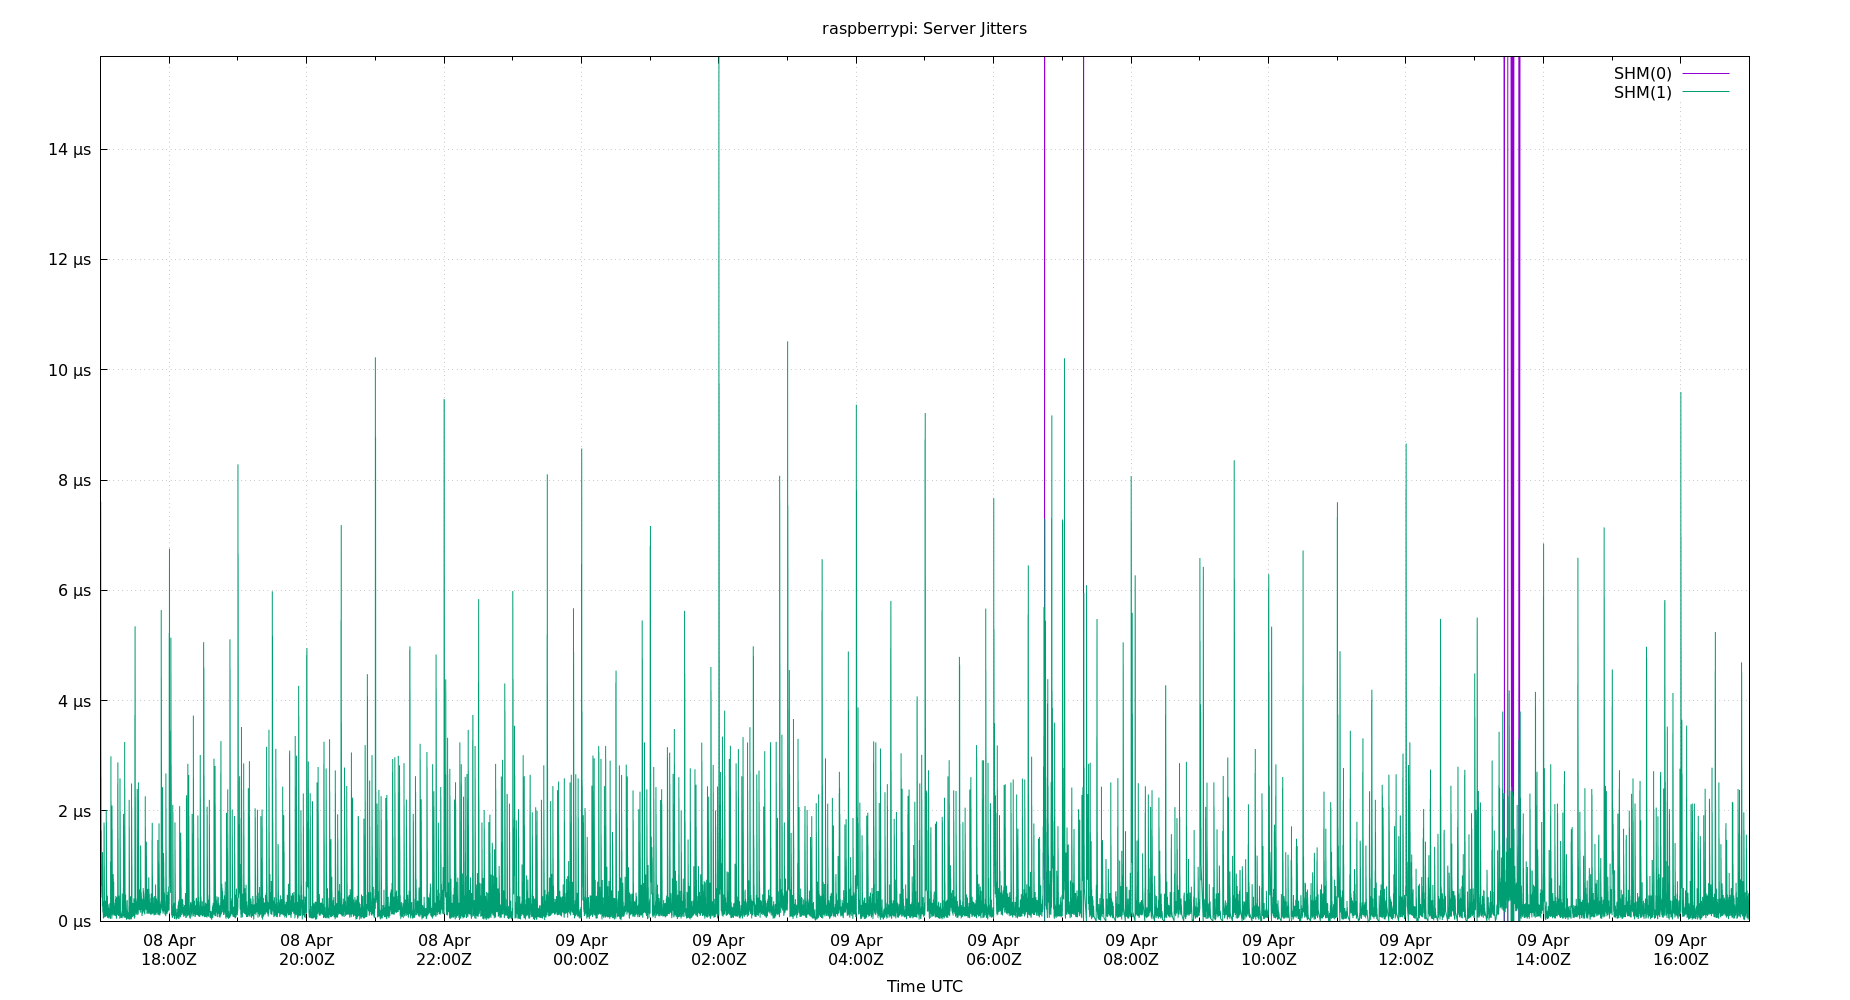 raspberrypi: Server Jitters
SHM(0)
SHM(1)
14 µs
12 µs
10 µs
8 µs
6 µs
4 µs
2 µs
0 µs
08 Apr 08 Apr 08 Apr 09 Apr 09 Apr 09 Apr 09 Apr 09 Apr 09 Apr 09 Apr 09 Apr 09 Apr
18:00Z 20:00Z 22:00Z 00:00Z 02:00Z 04:00Z 06:00Z 08:00Z 10:00Z 12:00Z 14:00Z 16:00Z
Time UTC